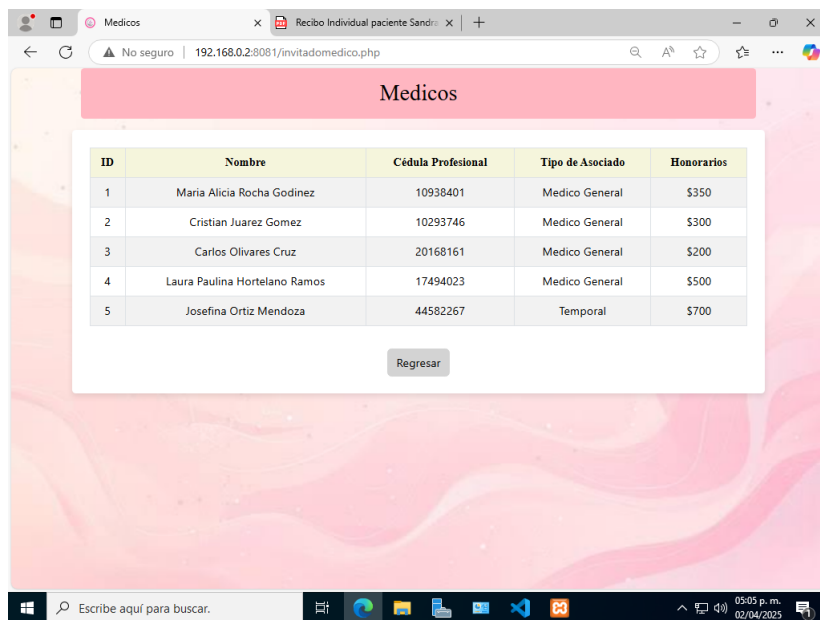 Medicos
Recibo Individual paciente Sandra
No seguro | 192.168.0.2:8081/invitadomedico.php
Medicos
ID Nombre Cédula Profesional Tipo de Asociado Honorarios
1 Maria Alicia Rocha Godinez 10938401 Medico General $350
2 Cristian Juarez Gomez 10293746 Medico General $300
3 Carlos Olivares Cruz 20168161 Medico General $200
4 Laura Paulina Hortelano Ramos 17494023 Medico General $500
5 Josefina Ortiz Mendoza 44582267 Temporal $700
Regresar
Escribe aquí para buscar.
05:05 p. m.
02/04/2025